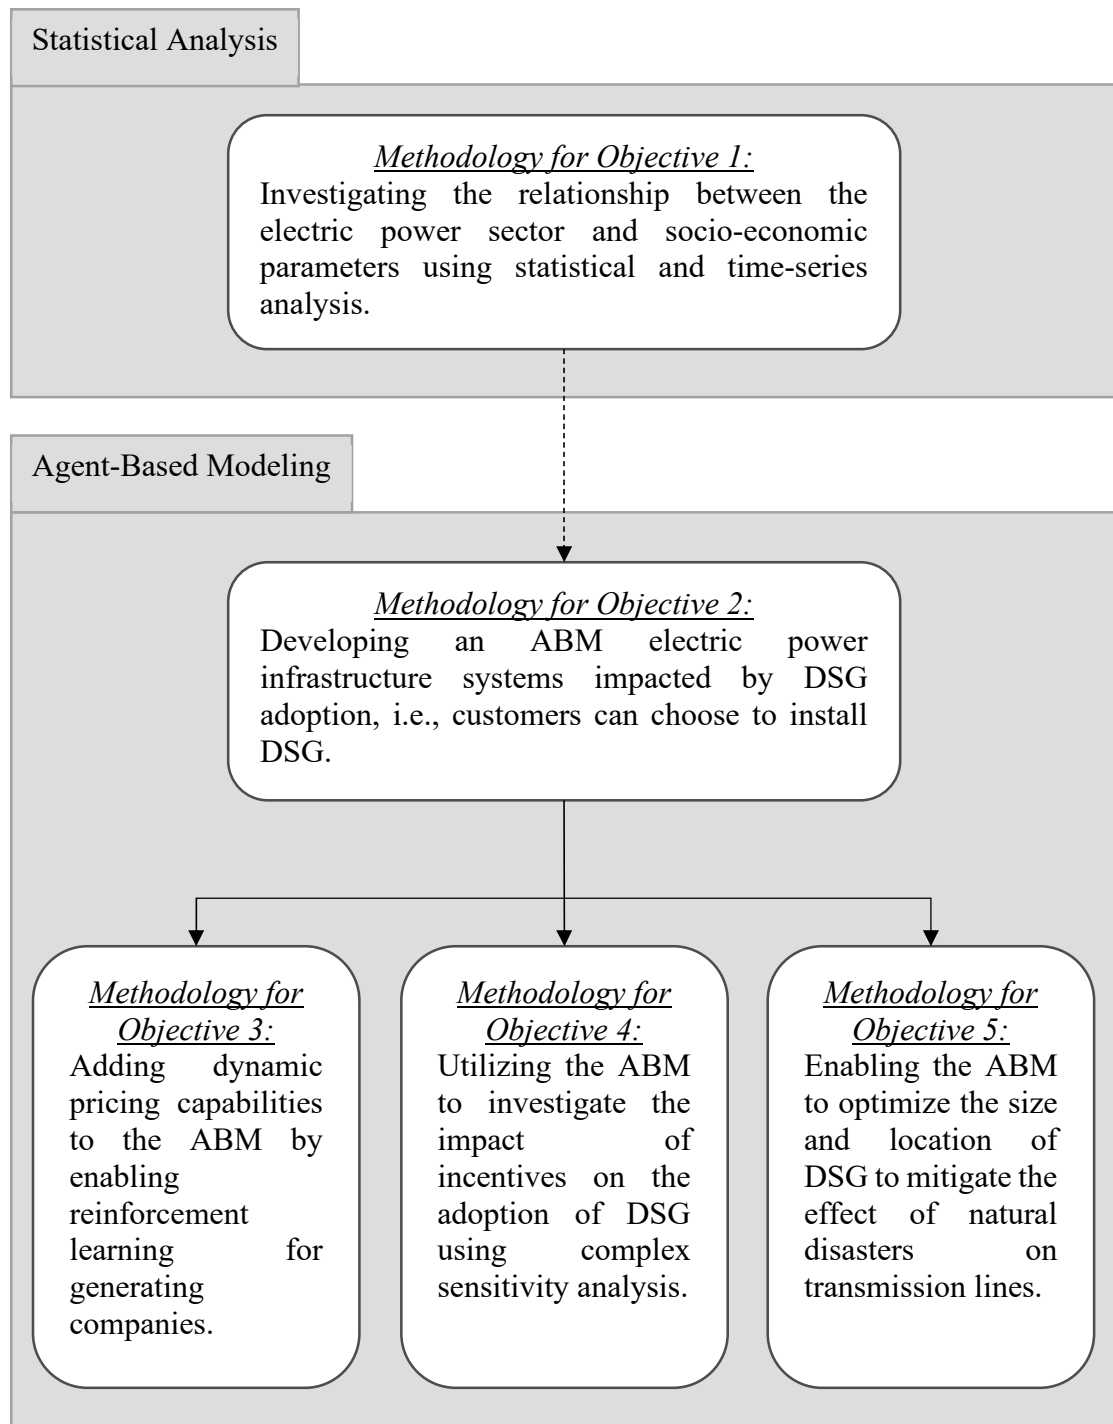 Statistical Analysis
Methodology for Objective 1:
Investigating the relationship between the
electric power sector and socio-economic
parameters using statistical and time-series
analysis.
Agent-Based Modeling
Methodology for Objective 2:
Developing an ABM electric power
infrastructure systems impacted by DSG
adoption, i.e., customers can choose to install
DSG.
Methodology for
Objective 3:
Adding dynamic
pricing capabilities
to the ABM by
enabling
reinforcement
learning for
generating
companies.
Methodology for
Objective 4:
Utilizing the ABM
to investigate the
impact of
incentives on the
adoption of DSG
using complex
sensitivity analysis.
Methodology for
Objective 5:
Enabling the ABM
to optimize the size
and location of
DSG to mitigate the
effect of natural
disasters on
transmission lines.